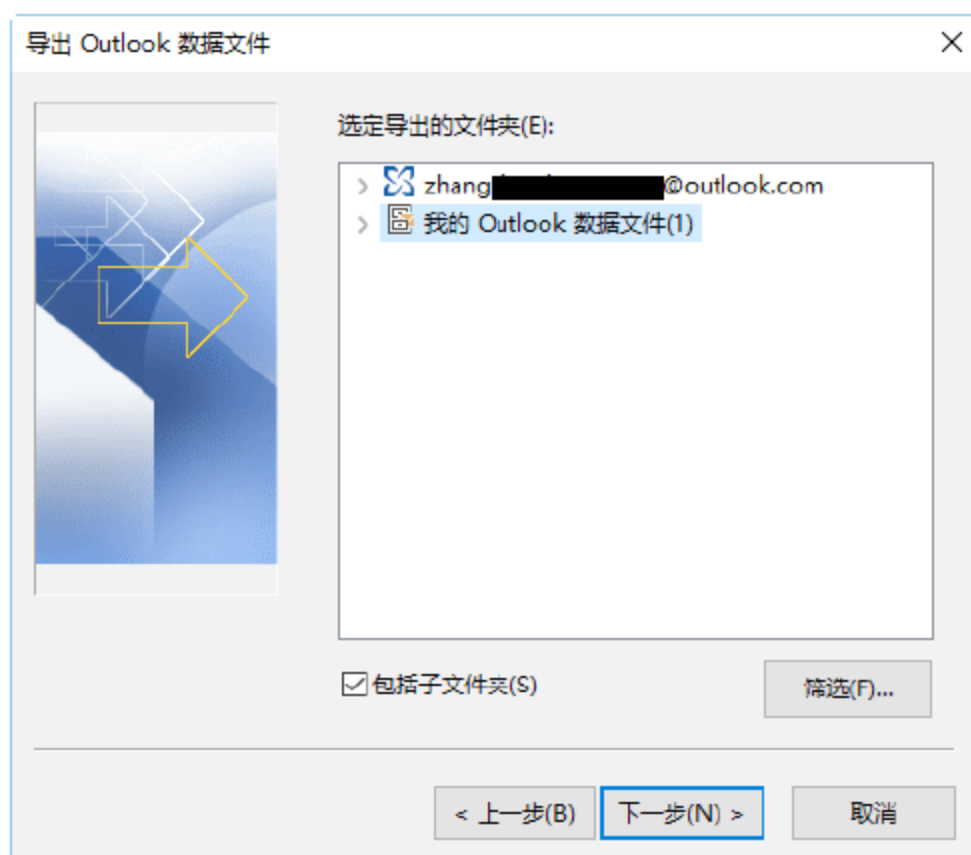 导出 Outlook 数据文件
选定导出的文件夹(E):
zhang @outlook.com
我的 Outlook 数据文件(1)
包括子文件夹(S)
筛选(F)...
< 上一步(B)
下一步(N) >
取消